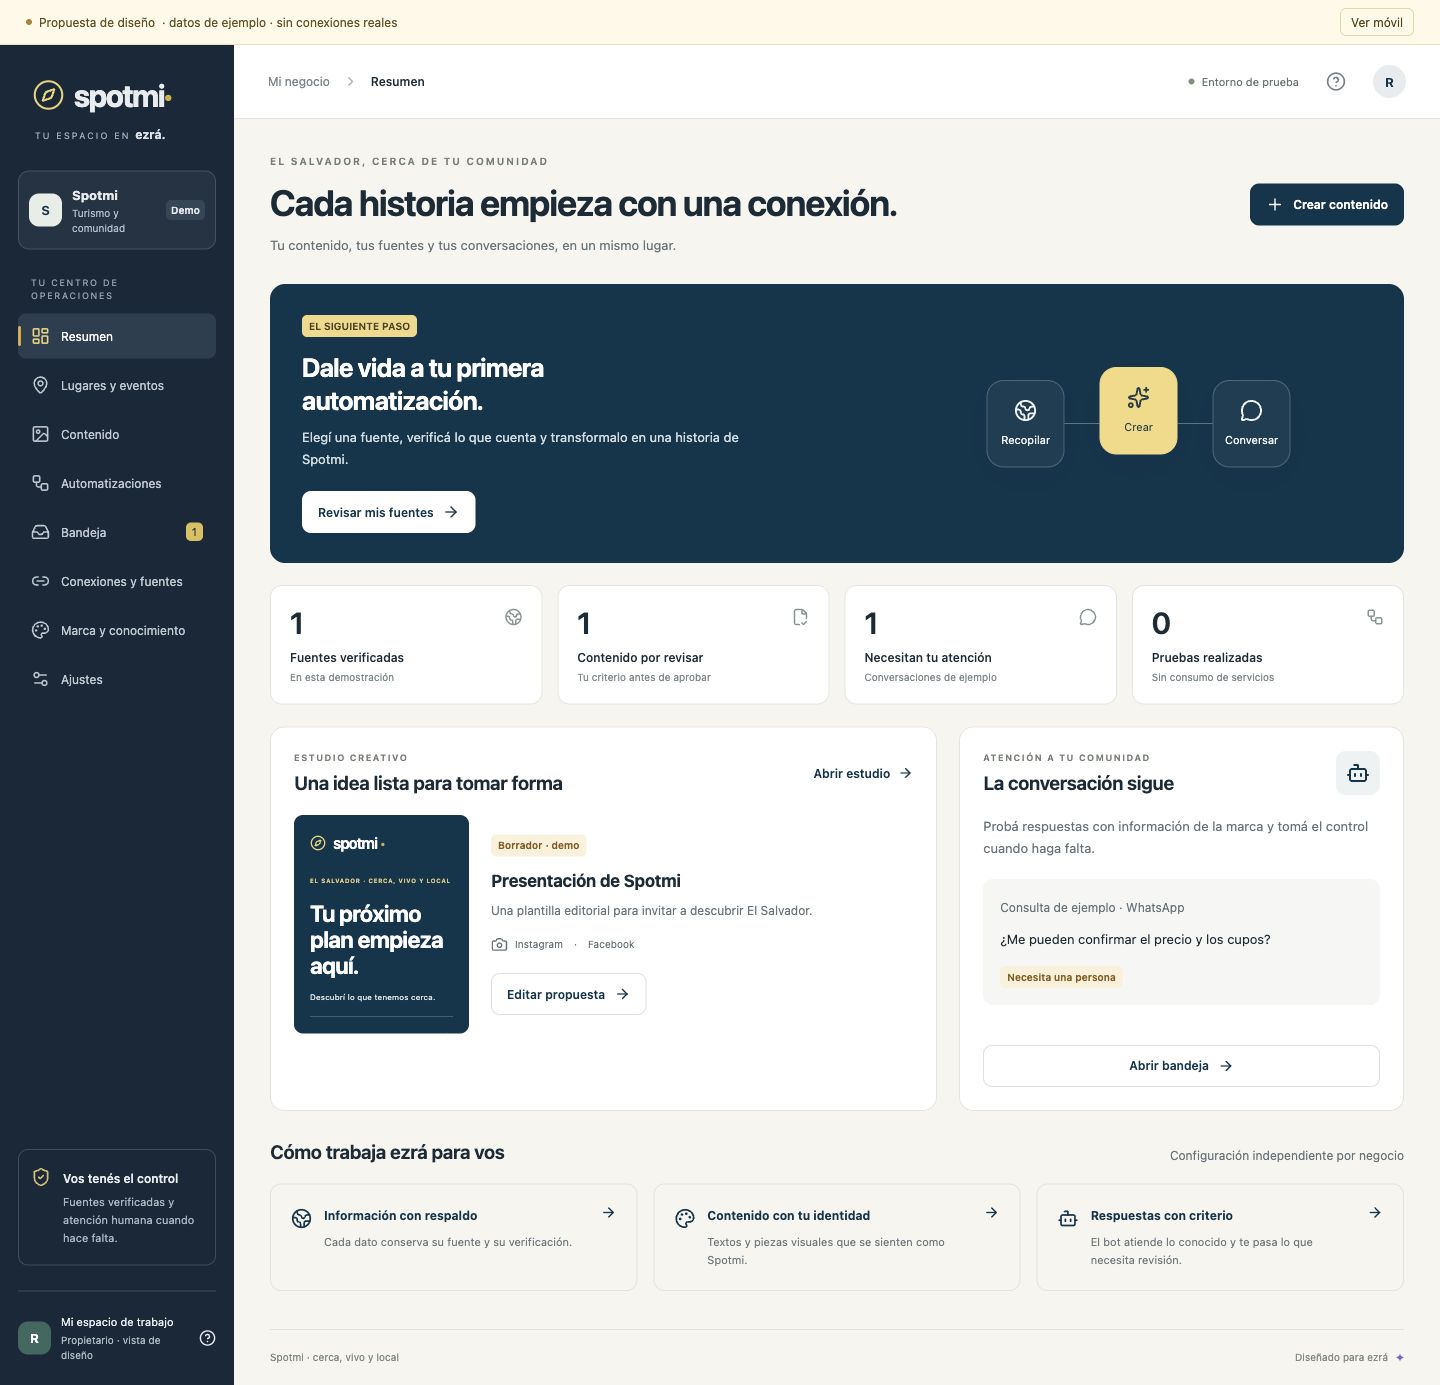 Propuesta de diseño · datos de ejemplo · sin conexiones reales
Ver móvil
spotmi
TU ESPACIO EN ezrá.
S
Spotmi
Turismo y
comunidad
Demo
TU CENTRO DE
OPERACIONES
Resumen
Lugares y eventos
Contenido
Automatizaciones
Bandeja
1
Conexiones y fuentes
Marca y conocimiento
Ajustes
Vos tenés el control
Fuentes verificadas y
atención humana cuando
hace falta.
R
Mi espacio de trabajo
Propietario · vista de
diseño
Mi negocio
Resumen
Entorno de prueba
R
EL SALVADOR, CERCA DE TU COMUNIDAD
Cada historia empieza con una conexión.
Tu contenido, tus fuentes y tus conversaciones, en un mismo lugar.
Crear contenido
EL SIGUIENTE PASO
Dale vida a tu primera
automatización.
Elegí una fuente, verificá lo que cuenta y transformalo en una historia de
Spotmi.
Revisar mis fuentes
Recopilar
Crear
Conversar
1
Fuentes verificadas
En esta demostración
1
Contenido por revisar
Tu criterio antes de aprobar
1
Necesitan tu atención
Conversaciones de ejemplo
0
Pruebas realizadas
Sin consumo de servicios
ESTUDIO CREATIVO
Una idea lista para tomar forma
Abrir estudio
spotmi
EL SALVADOR · CERCA, VIVO Y LOCAL
Tu próximo
plan empieza
aquí.
Descubrí lo que tenemos cerca.
Borrador · demo
Presentación de Spotmi
Una plantilla editorial para invitar a descubrir El Salvador.
Instagram · Facebook
Editar propuesta
ATENCIÓN A TU COMUNIDAD
La conversación sigue
Probá respuestas con información de la marca y tomá el control
cuando haga falta.
Consulta de ejemplo · WhatsApp
¿Me pueden confirmar el precio y los cupos?
Necesita una persona
Abrir bandeja
Cómo trabaja ezrá para vos
Configuración independiente por negocio
Información con respaldo
Cada dato conserva su fuente y su verificación.
Contenido con tu identidad
Textos y piezas visuales que se sienten como
Spotmi.
Respuestas con criterio
El bot atiende lo conocido y te pasa lo que
necesita revisión.
Spotmi · cerca, vivo y local
Diseñado para ezrá